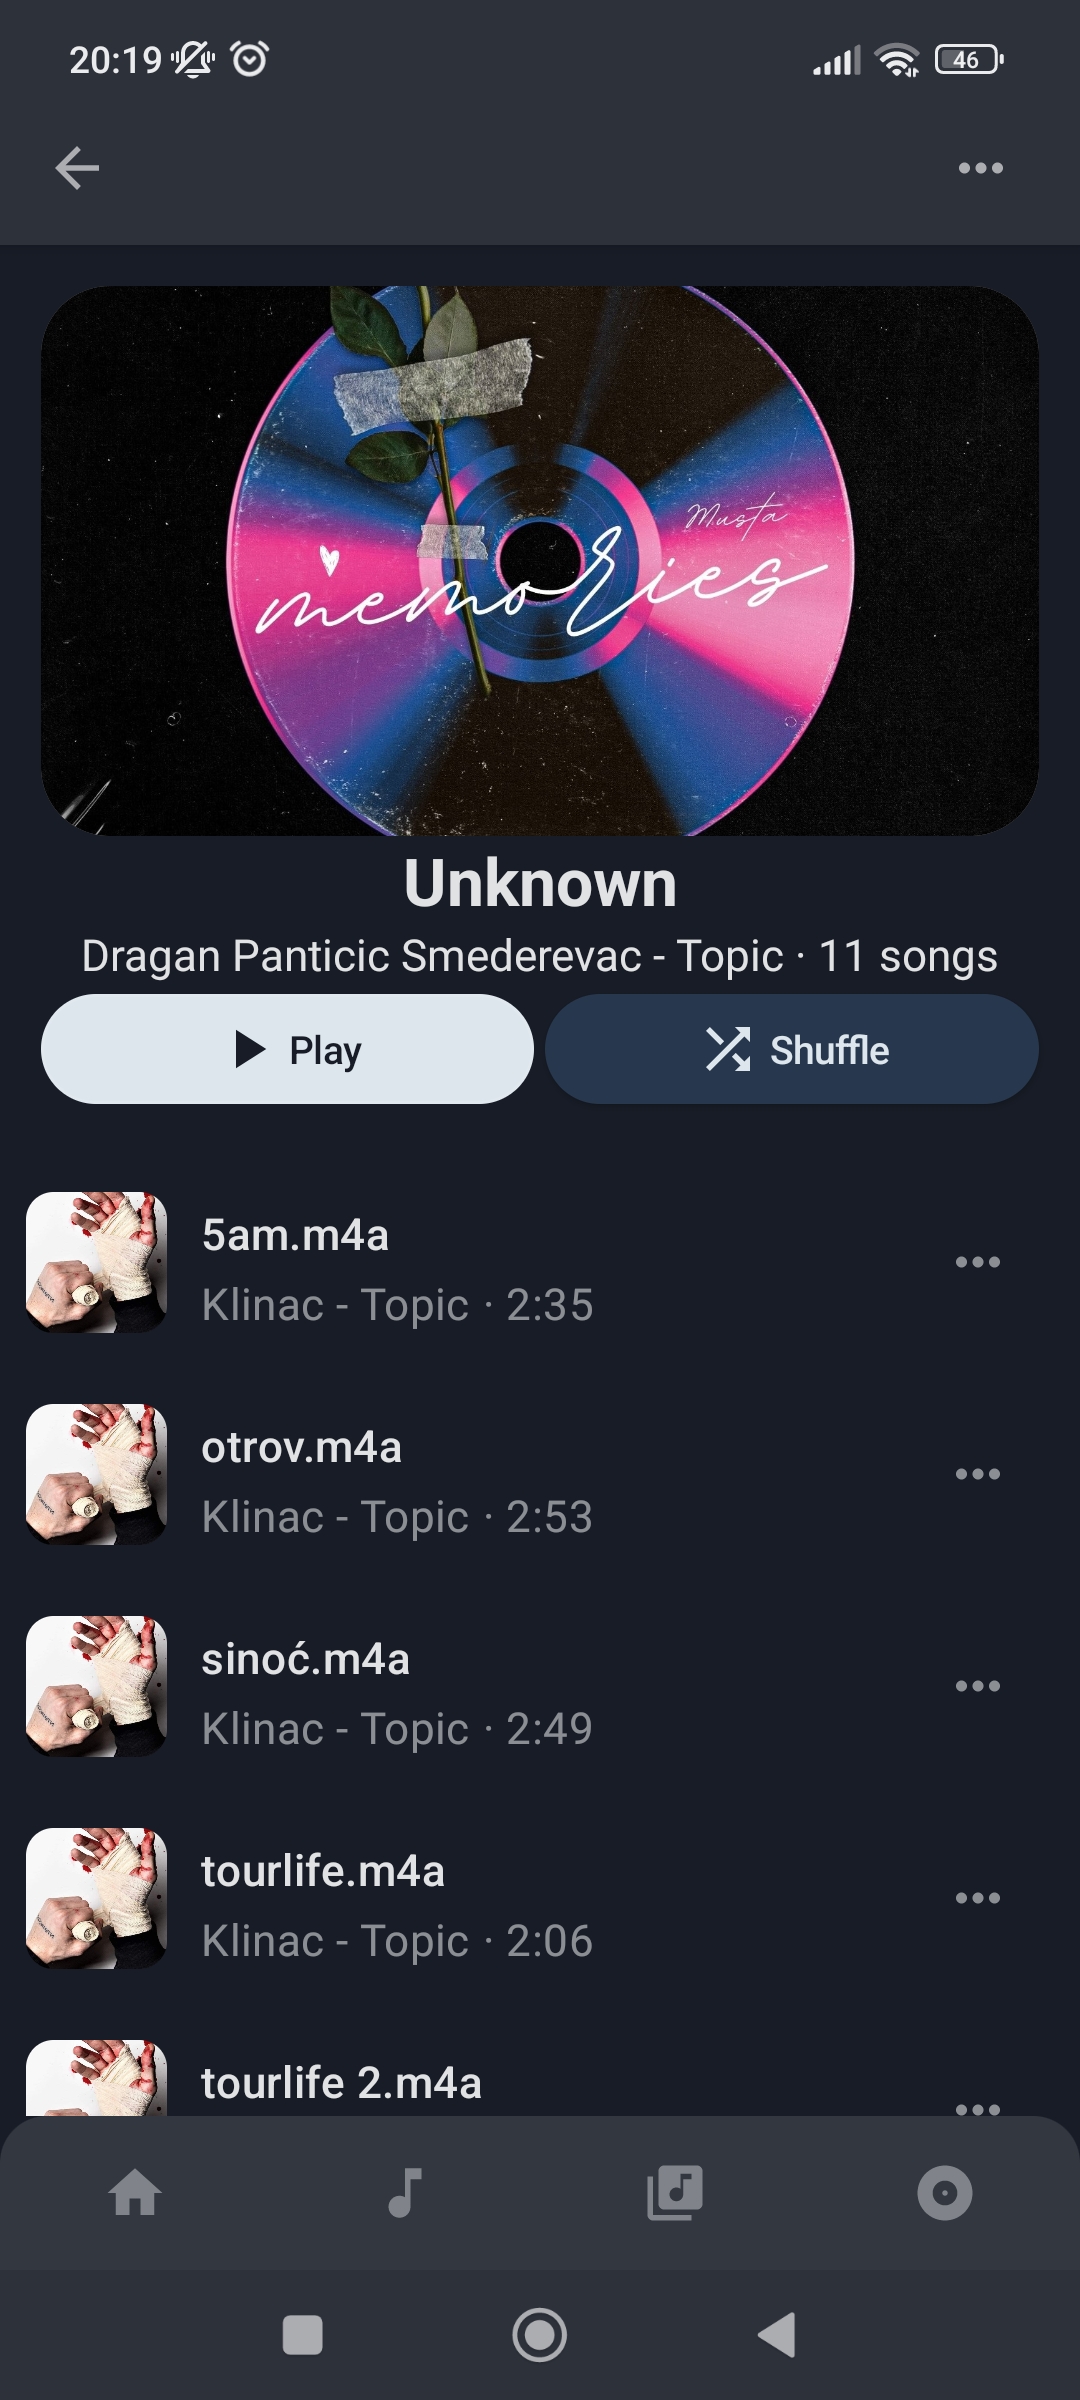 20:19
46
Musta
memories
Unknown
Dragan Panticic Smederevac - Topic · 11 songs
Play
Shuffle
5am.m4a
Klinac - Topic · 2:35
otrov.m4a
Klinac - Topic · 2:53
sinoć.m4a
Klinac - Topic · 2:49
tourlife.m4a
Klinac - Topic · 2:06
tourlife 2.m4a